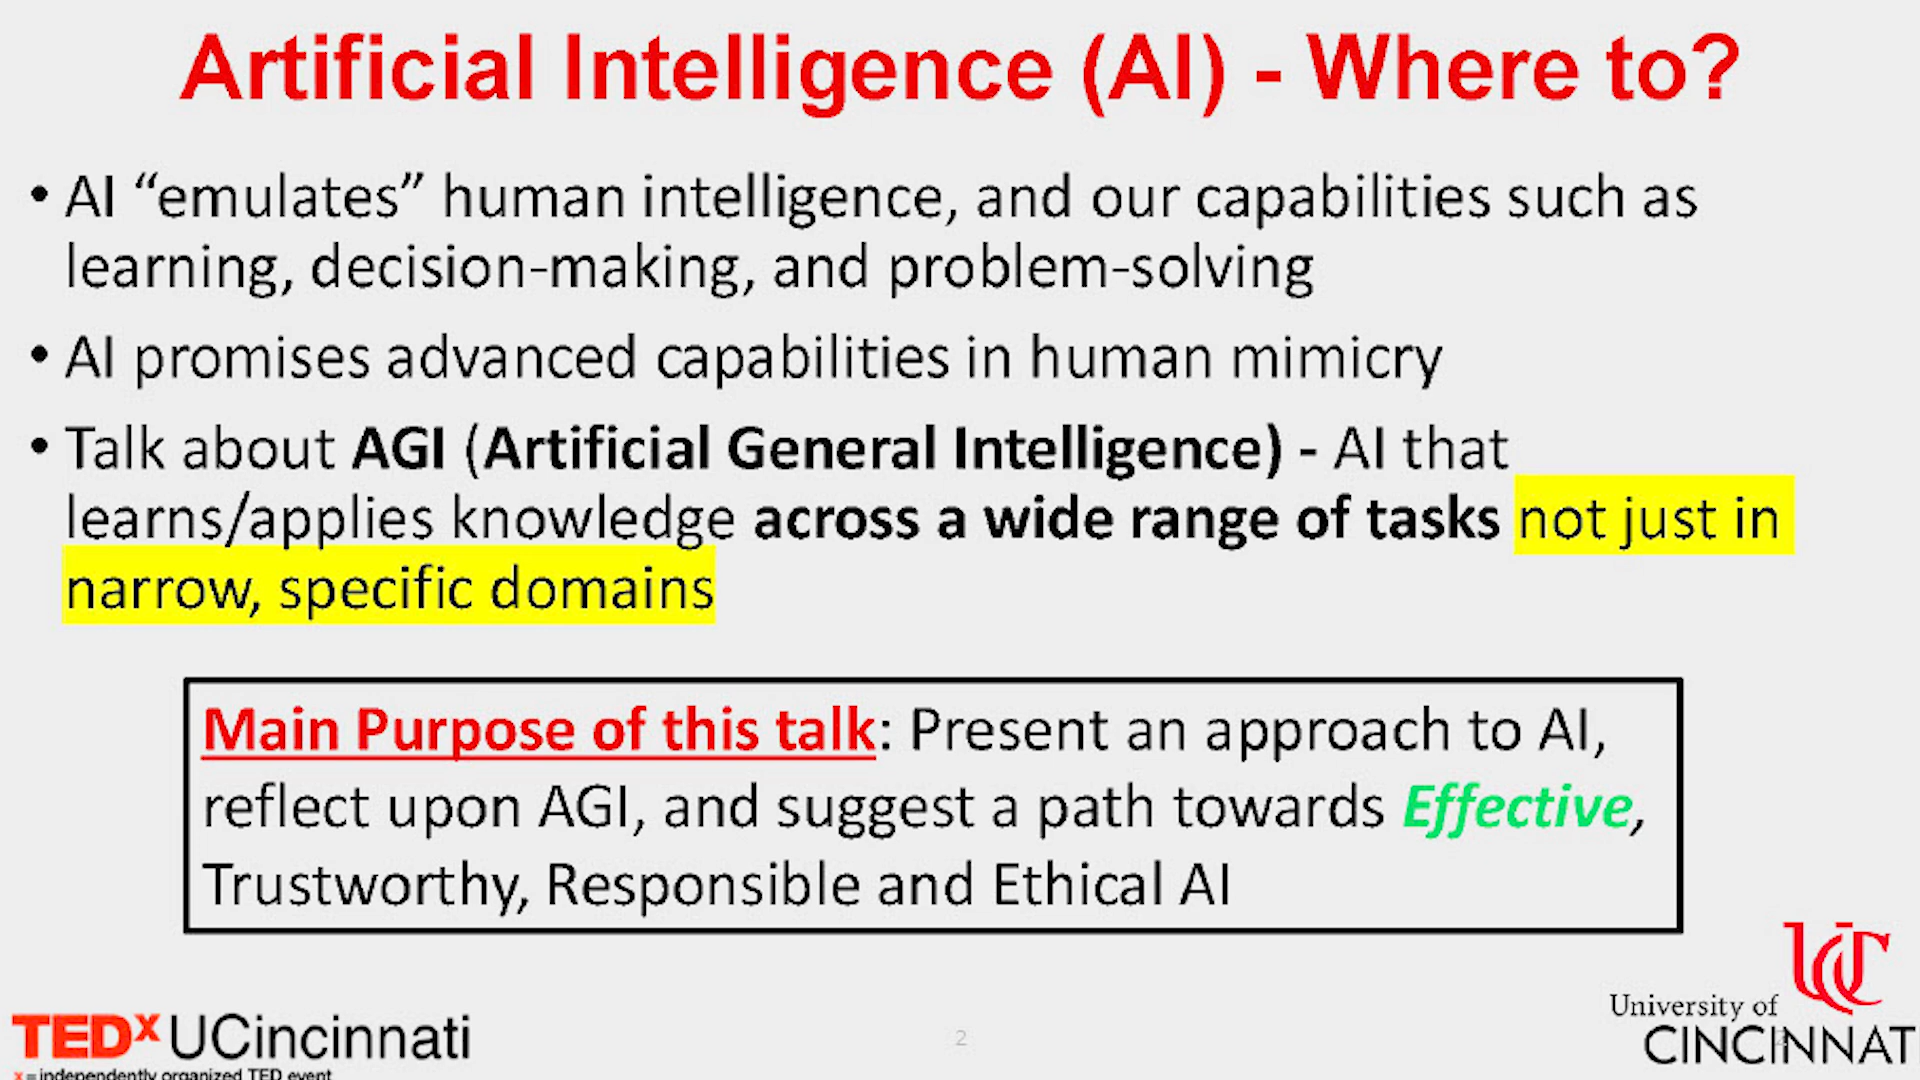 Artificial Intelligence (AI) - Where to?
• AI “emulates” human intelligence, and our capabilities such as
learning, decision-making, and problem-solving
• AI promises advanced capabilities in human mimicry
• Talk about AGI (Artificial General Intelligence) - AI that
learns/applies knowledge across a wide range of tasks not just in
narrow, specific domains
Main Purpose of this talk: Present an approach to AI,
reflect upon AGI, and suggest a path towards Effective,
Trustworthy, Responsible and Ethical AI
TEDx UCincinnati
x = independently organized TED event
2
UC
University of
CINCINNAT